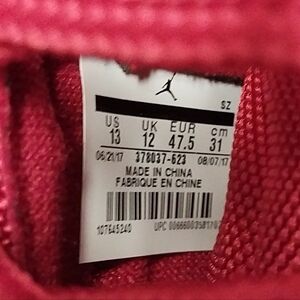 SZ
US UK EUR cm
13 12 47.5 31
06/21/17 378037-623 08/07/17
MADE IN CHINA
FABRIQUE EN CHINE
107645240
UPC